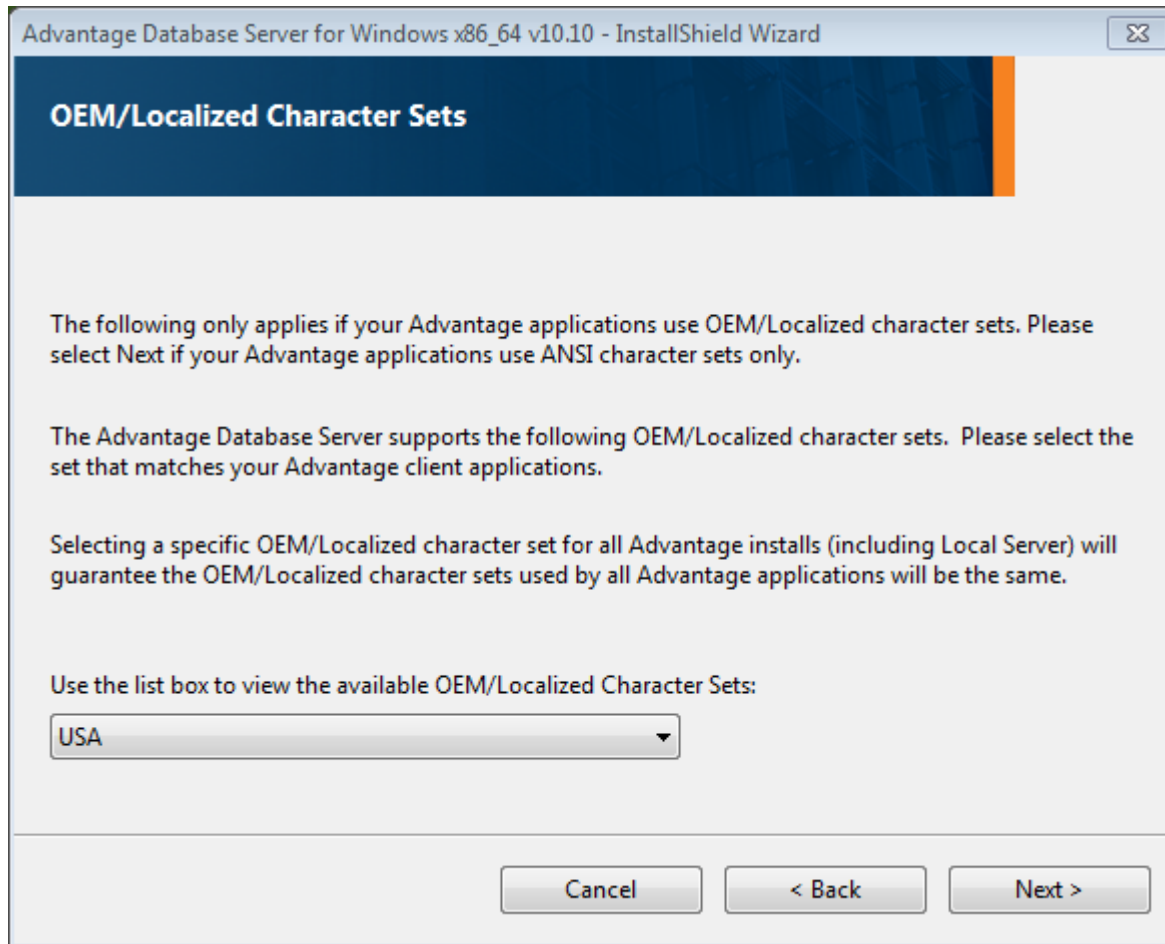 Advantage Database Server for Windows x86_64 v10.10 - InstallShield Wizard
OEM/Localized Character Sets
The following only applies if your Advantage applications use OEM/Localized character sets. Please
select Next if your Advantage applications use ANSI character sets only.
The Advantage Database Server supports the following OEM/Localized character sets.  Please select the
set that matches your Advantage client applications.
Selecting a specific OEM/Localized character set for all Advantage installs (including Local Server) will
guarantee the OEM/Localized character sets used by all Advantage applications will be the same.
Use the list box to view the available OEM/Localized Character Sets:
USA
Cancel
< Back
Next >